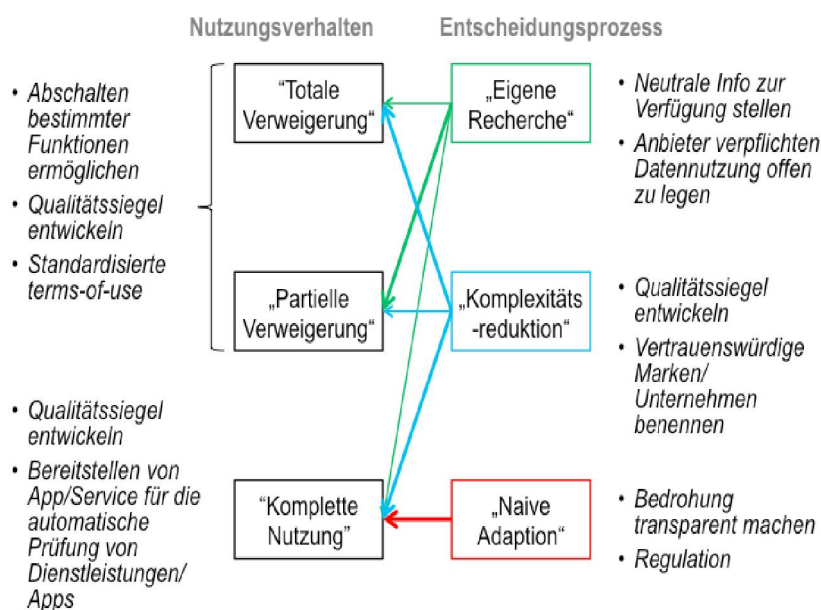 Nutzungsverhalten
Entscheidungsprozess
• Abschalten
bestimmter
Funktionen
ermöglichen
• Qualitätssiegel
entwickeln
• Standardisierte
terms-of-use
“Totale
Verweigerung“
„Eigene
Recherche“
• Neutrale Info zur
Verfügung stellen
• Anbieter verpflichten
Datennutzung offen
zu legen
„Partielle
Verweigerung“
„Komplexitäts
-reduktion“
• Qualitätssiegel
entwickeln
• Vertrauenswürdige
Marken/
Unternehmen
benennen
• Qualitätssiegel
entwickeln
• Bereitstellen von
App/Service für die
automatische
Prüfung von
Dienstleistungen/
Apps
“Komplette
Nutzung”
„Naive
Adaption“
• Bedrohung
transparent machen
• Regulation